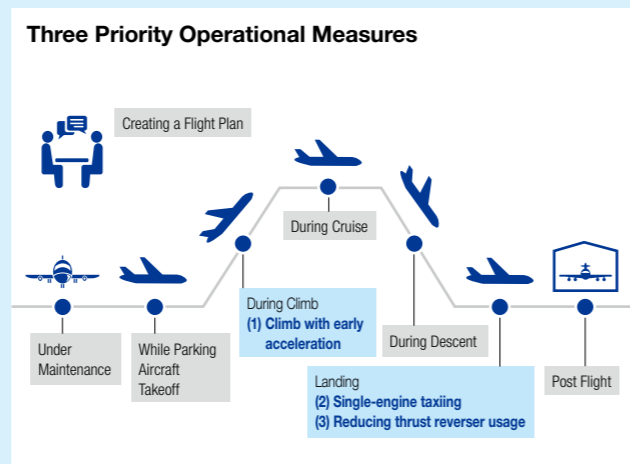 Three Priority Operational Measures
Creating a Flight Plan
During Cruise
During Climb
(1) Climb with early
acceleration
During Descent
Under
Maintenance
While Parking
Aircraft
Takeoff
Landing
(2) Single-engine taxiing
(3) Reducing thrust reverser usage
Post Flight